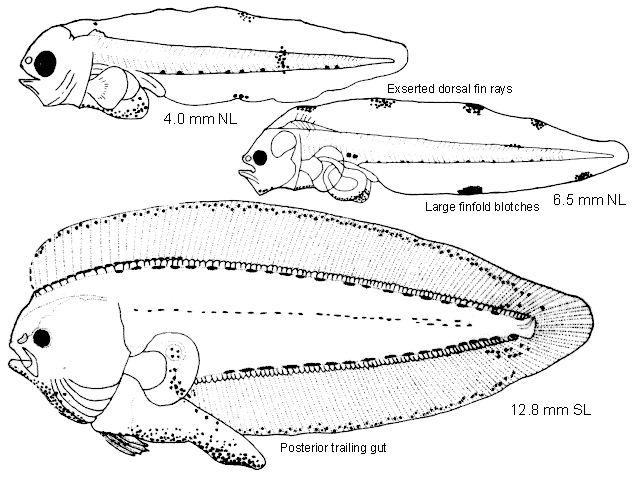 4.0 mm NL
Exserted dorsal fin rays
Large finfold blotches
6.5 mm NL
12.8 mm SL
Posterior trailing gut